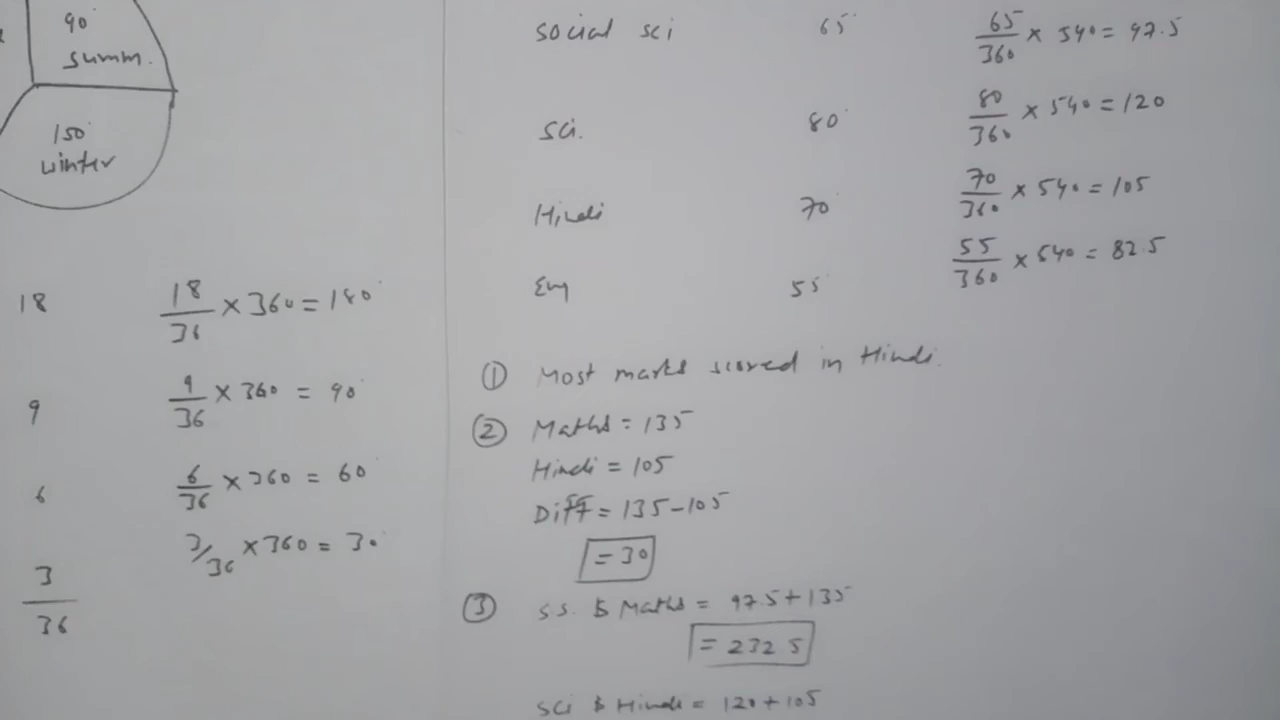 90°
summ.
150°
winter
18 18/36 × 360 = 180°
9 9/36 × 360 = 90°
6 6/36 × 360 = 60°
3 3/36 × 360 = 30°
36
social sci 65° 65/360 × 540 = 97.5
Sci. 80° 80/360 × 540 = 120
Hindi 70° 70/360 × 540 = 105
Eng 55° 55/360 × 540 = 82.5
① Most marks scored in Hindi.
② Maths = 135
Hindi = 105
Diff = 135-105
= 30
③ S.S. & Maths = 97.5+135
= 232.5
Sci & Hindi = 120+105